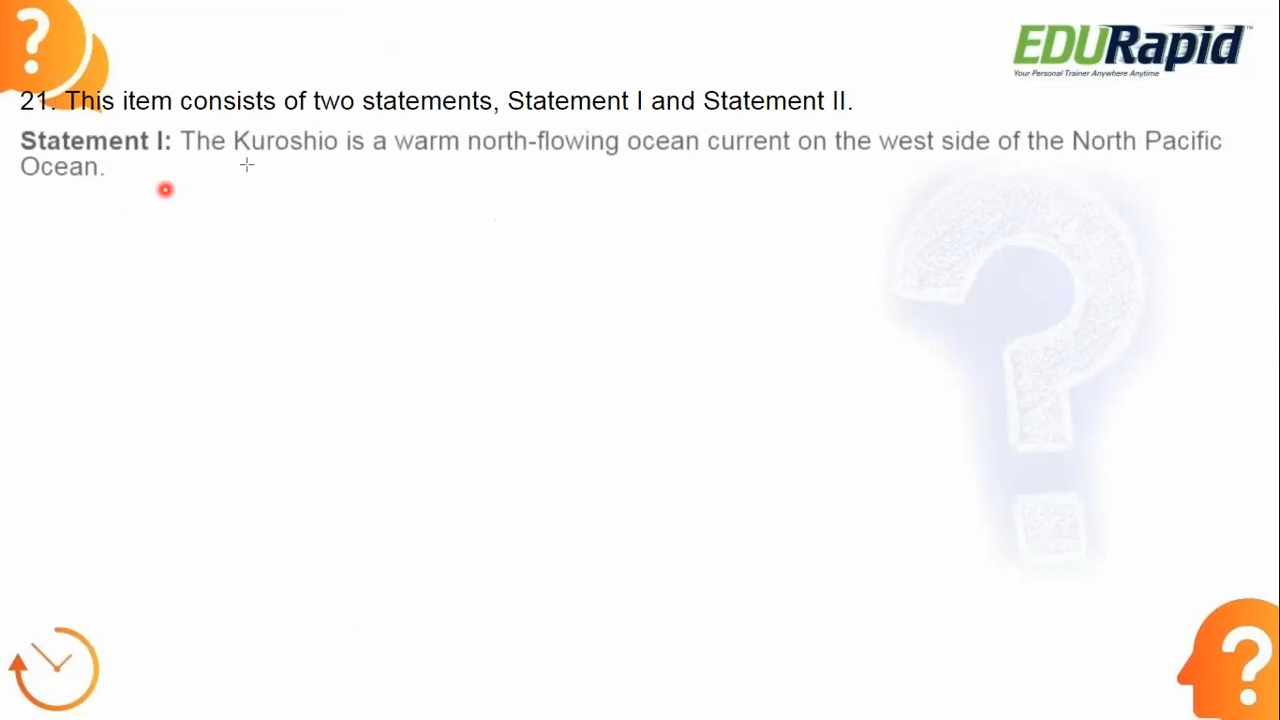 EDURapid™
Your Personal Trainer Anywhere Anytime
21. This item consists of two statements, Statement I and Statement II.
Statement I: The Kuroshio is a warm north-flowing ocean current on the west side of the North Pacific
Ocean.